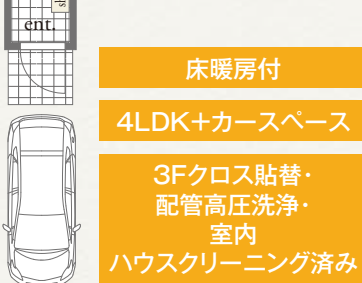 ent.
床暖房付
4LDK+カースペース
3Fクロス貼替・
配管高圧洗浄・
室内
ハウスクリーニング済み